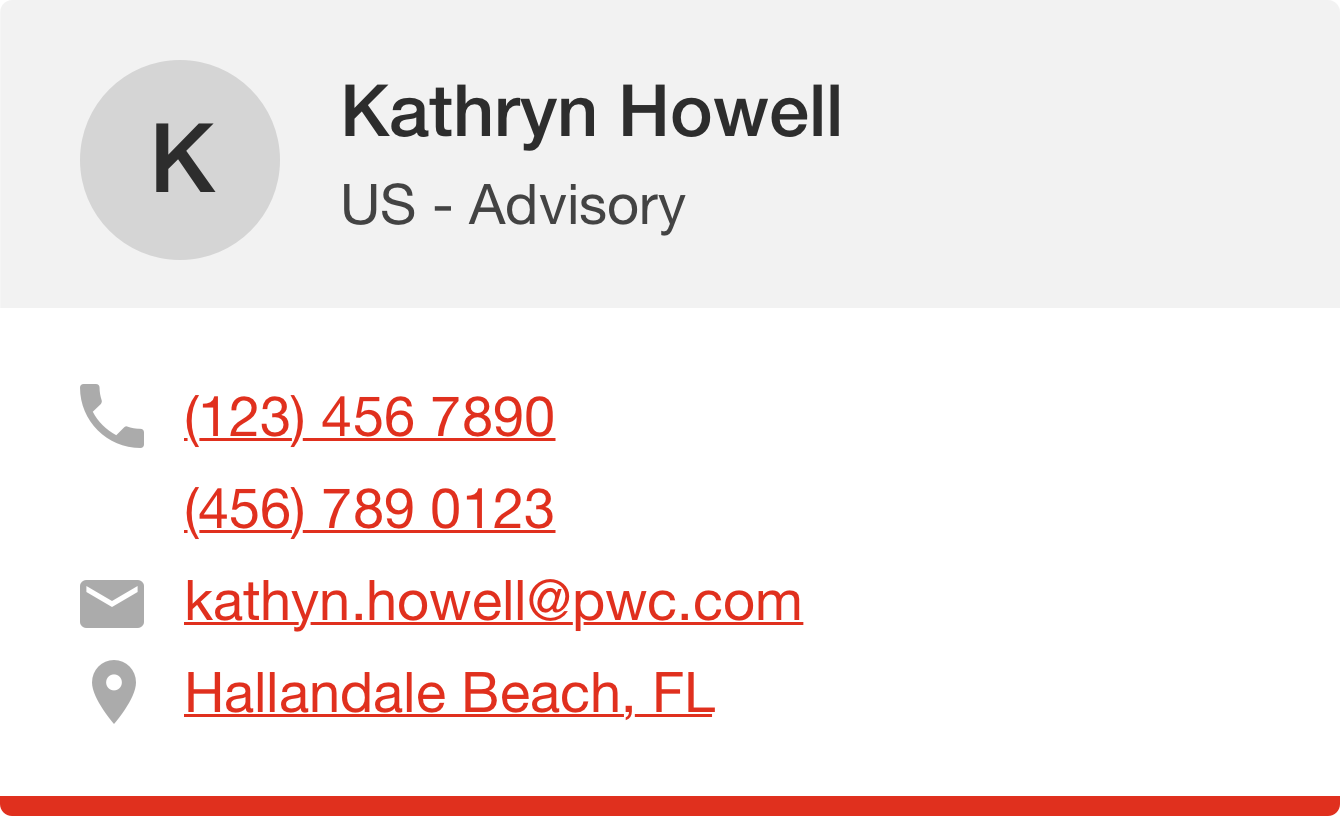 K
Kathryn Howell
US - Advisory
(123) 456 7890
(456) 789 0123
kathyn.howell@pwc.com
Hallandale Beach, FL